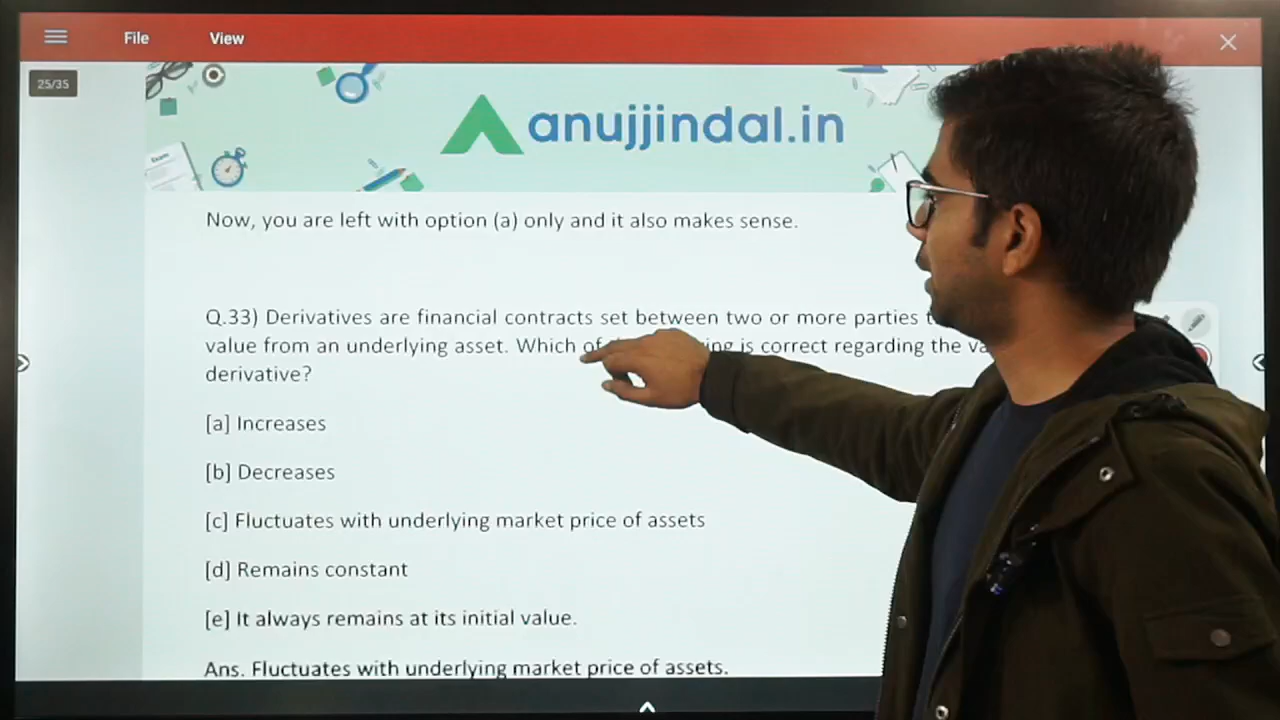 File View
25/35
anujjindal.in
Exam
Now, you are left with option (a) only and it also makes sense.
Q.33) Derivatives are financial contracts set between two or more parties
value from an underlying asset. Which of is correct regarding the
derivative?
[a] Increases
[b] Decreases
[c] Fluctuates with underlying market price of assets
[d] Remains constant
[e] It always remains at its initial value.
Ans. Fluctuates with underlying market price of assets.